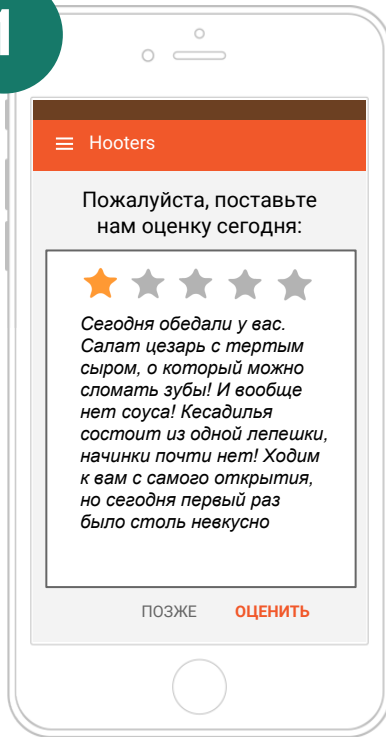 1
Hooters
Пожалуйста, поставьте
нам оценку сегодня:
Сегодня обедали у вас.
Салат цезарь с тертым
сыром, о который можно
сломать зубы! И вообще
нет соуса! Кесадилья
состоит из одной лепешки,
начинки почти нет! Ходим
к вам с самого открытия,
но сегодня первый раз
было столь невкусно
ПОЗЖЕ ОЦЕНИТЬ